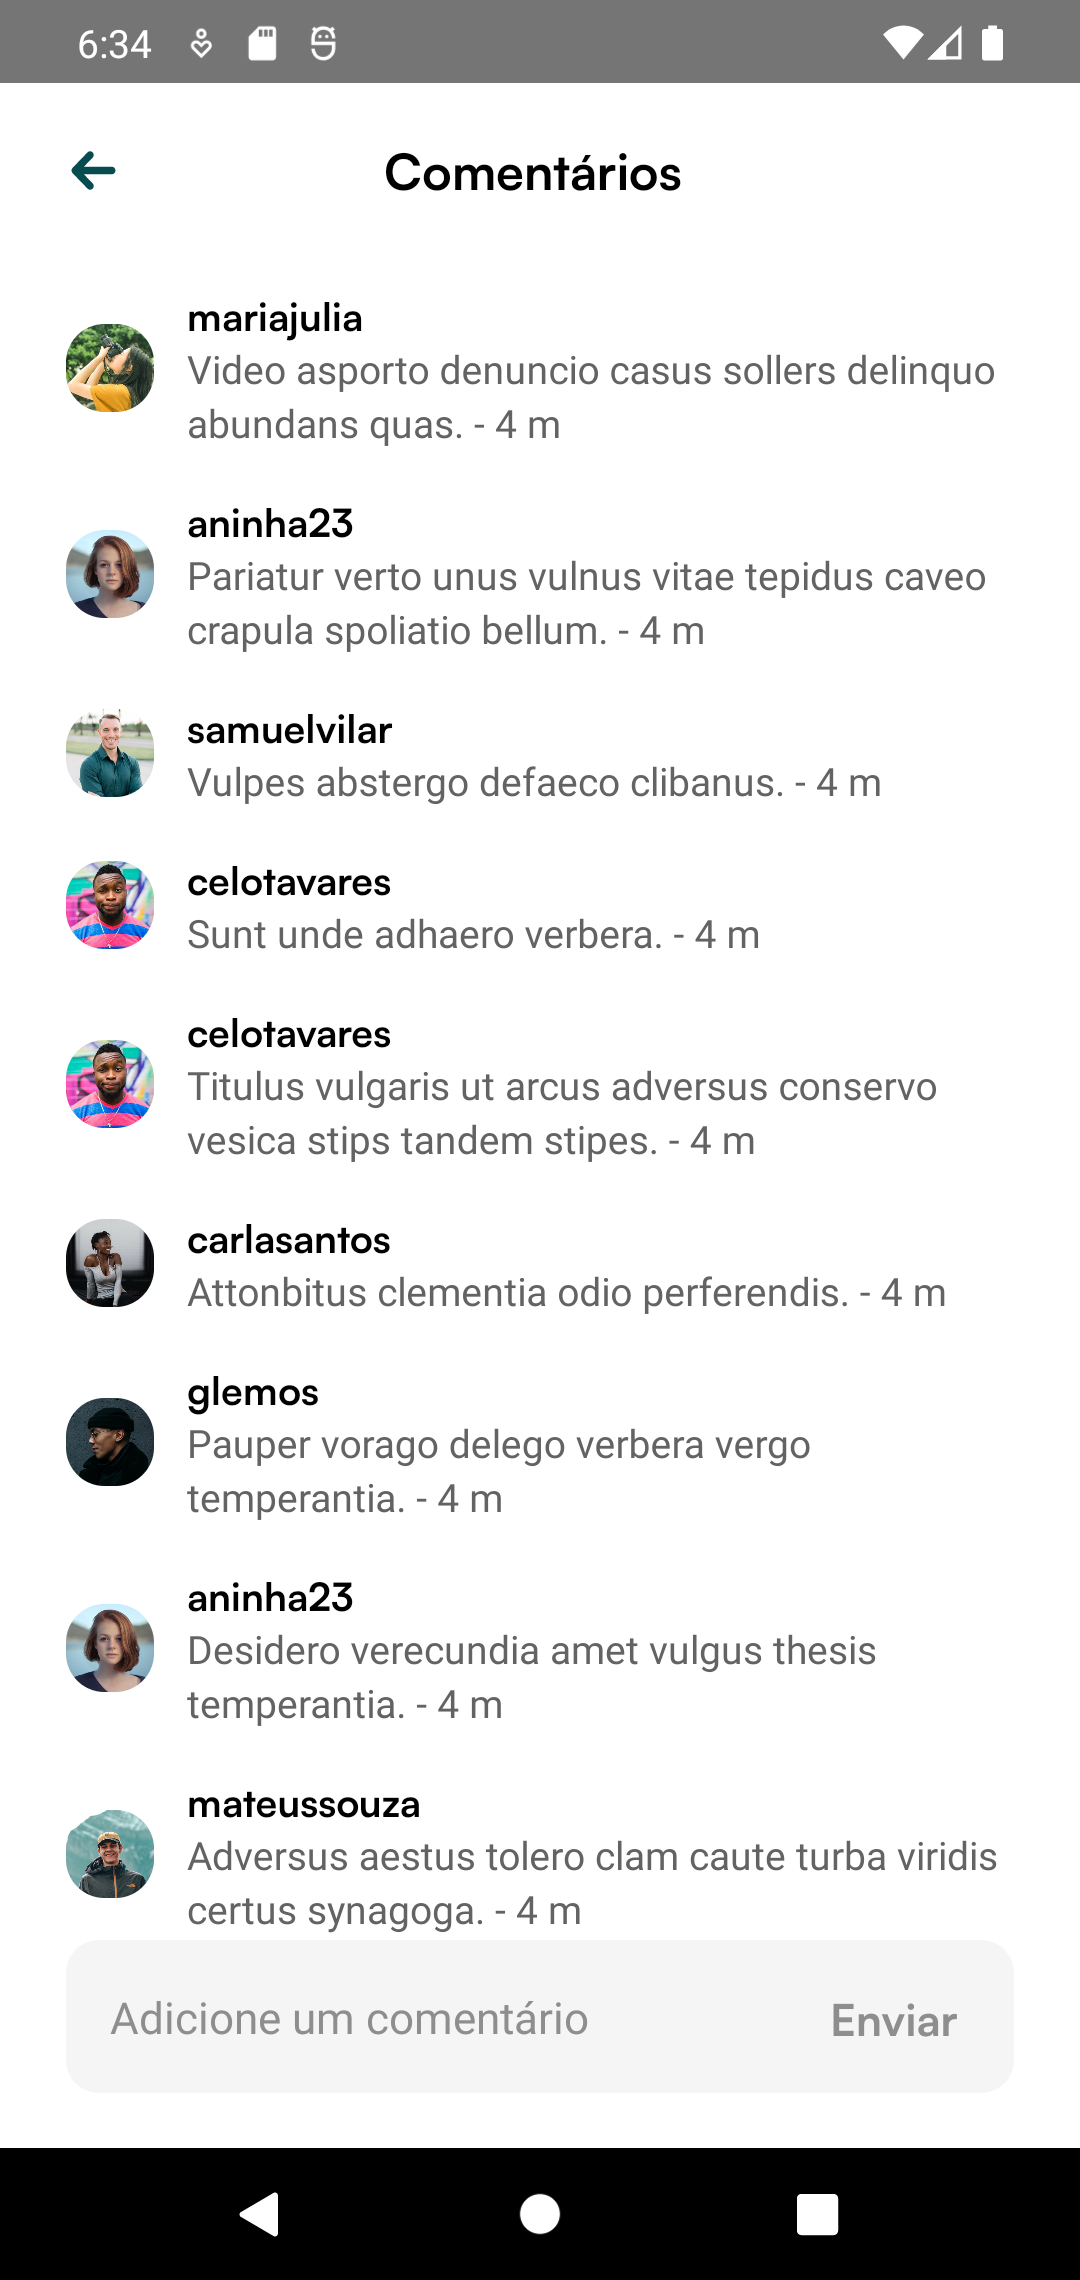 6:34
Comentários
mariajulia
Video asporto denuncio casus sollers delinquo
abundans quas. - 4 m
aninha23
Pariatur verto unus vulnus vitae tepidus caveo
crapula spoliatio bellum. - 4 m
samuelvilar
Vulpes abstergo defaeco clibanus. - 4 m
celotavares
Sunt unde adhaero verbera. - 4 m
celotavares
Titulus vulgaris ut arcus adversus conservo
vesica stips tandem stipes. - 4 m
carlasantos
Attonbitus clementia odio perferendis. - 4 m
glemos
Pauper vorago delego verbera vergo
temperantia. - 4 m
aninha23
Desidero verecundia amet vulgus thesis
temperantia. - 4 m
mateussouza
Adversus aestus tolero clam caute turba viridis
certus synagoga. - 4 m
Adicione um comentário
Enviar